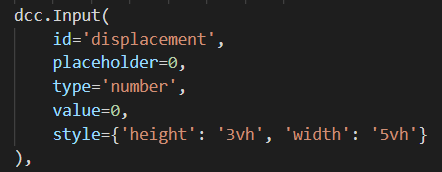 dcc.Input(
    id='displacement',
    placeholder=0,
    type='number',
    value=0,
    style={'height': '3vh', 'width': '5vh'}
),